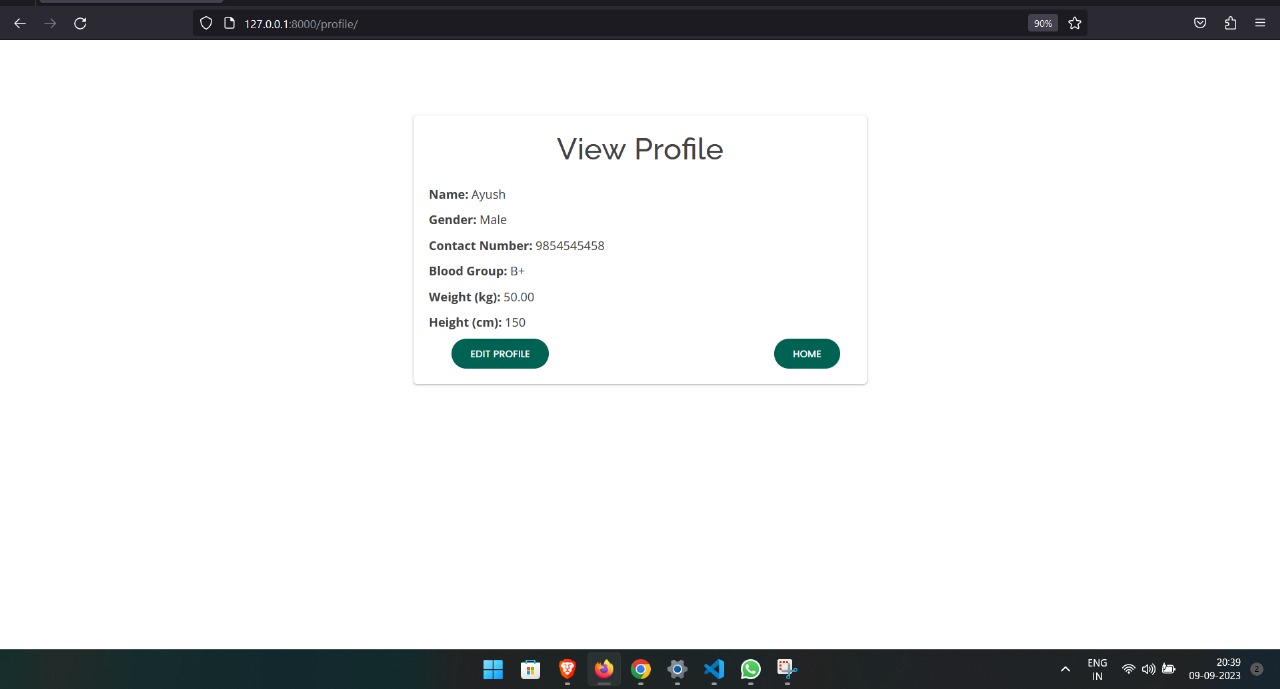 127.0.0.1:8000/profile/
90%
View Profile
Name: Ayush
Gender: Male
Contact Number: 9854545458
Blood Group: B+
Weight (kg): 50.00
Height (cm): 150
EDIT PROFILE
HOME
ENG
IN
20:39
09-09-2023
2